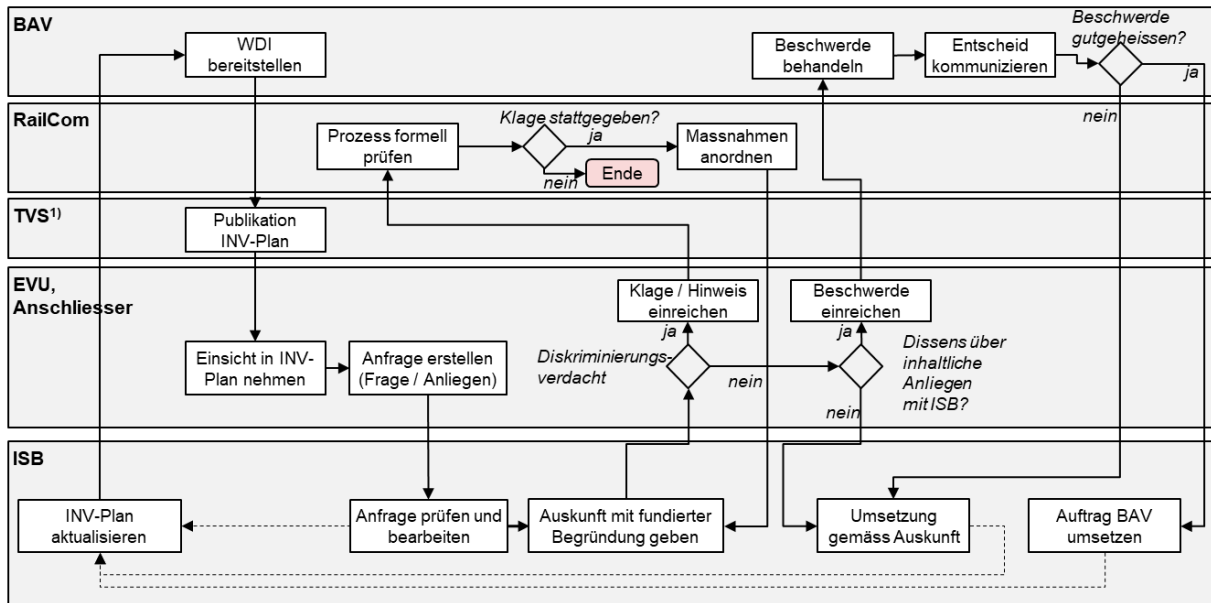 BAV
WDI
bereitstellen
Beschwerde
behandeln
Entscheid
kommunizieren
Beschwerde
gutgeheissen?
ja
nein
RailCom
Prozess formell
prüfen
Klage stattgegeben?
ja
nein
Ende
Massnahmen
anordnen
TVS1)
Publikation
INV-Plan
EVU,
Anschliesser
Einsicht in INV-
Plan nehmen
Anfrage erstellen
(Frage / Anliegen)
Klage / Hinweis
einreichen
ja
Diskriminierungs-
verdacht
nein
Beschwerde
einreichen
ja
Dissens über
inhaltliche
Anliegen
mit ISB?
nein
ISB
INV-Plan
aktualisieren
Anfrage prüfen und
bearbeiten
Auskunft mit fundierter
Begründung geben
Umsetzung
gemäss Auskunft
Auftrag BAV
umsetzen